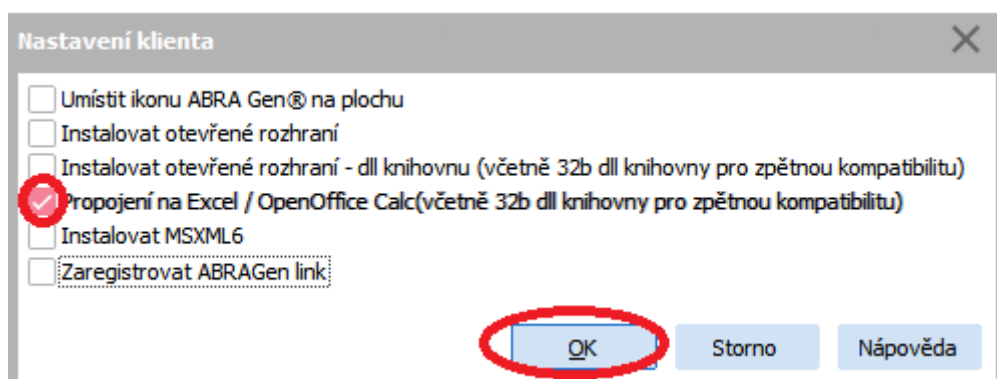 Nastavení klienta
Umístit ikonu ABRA Gen® na plochu
Instalovat otevřené rozhraní
Instalovat otevřené rozhraní - dll knihovnu (včetně 32b dll knihovny pro zpětnou kompatibilitu)
Propojení na Excel / OpenOffice Calc(včetně 32b dll knihovny pro zpětnou kompatibilitu)
Instalovat MSXML6
Zaregistrovat ABRAGen link
OK Storno Nápověda